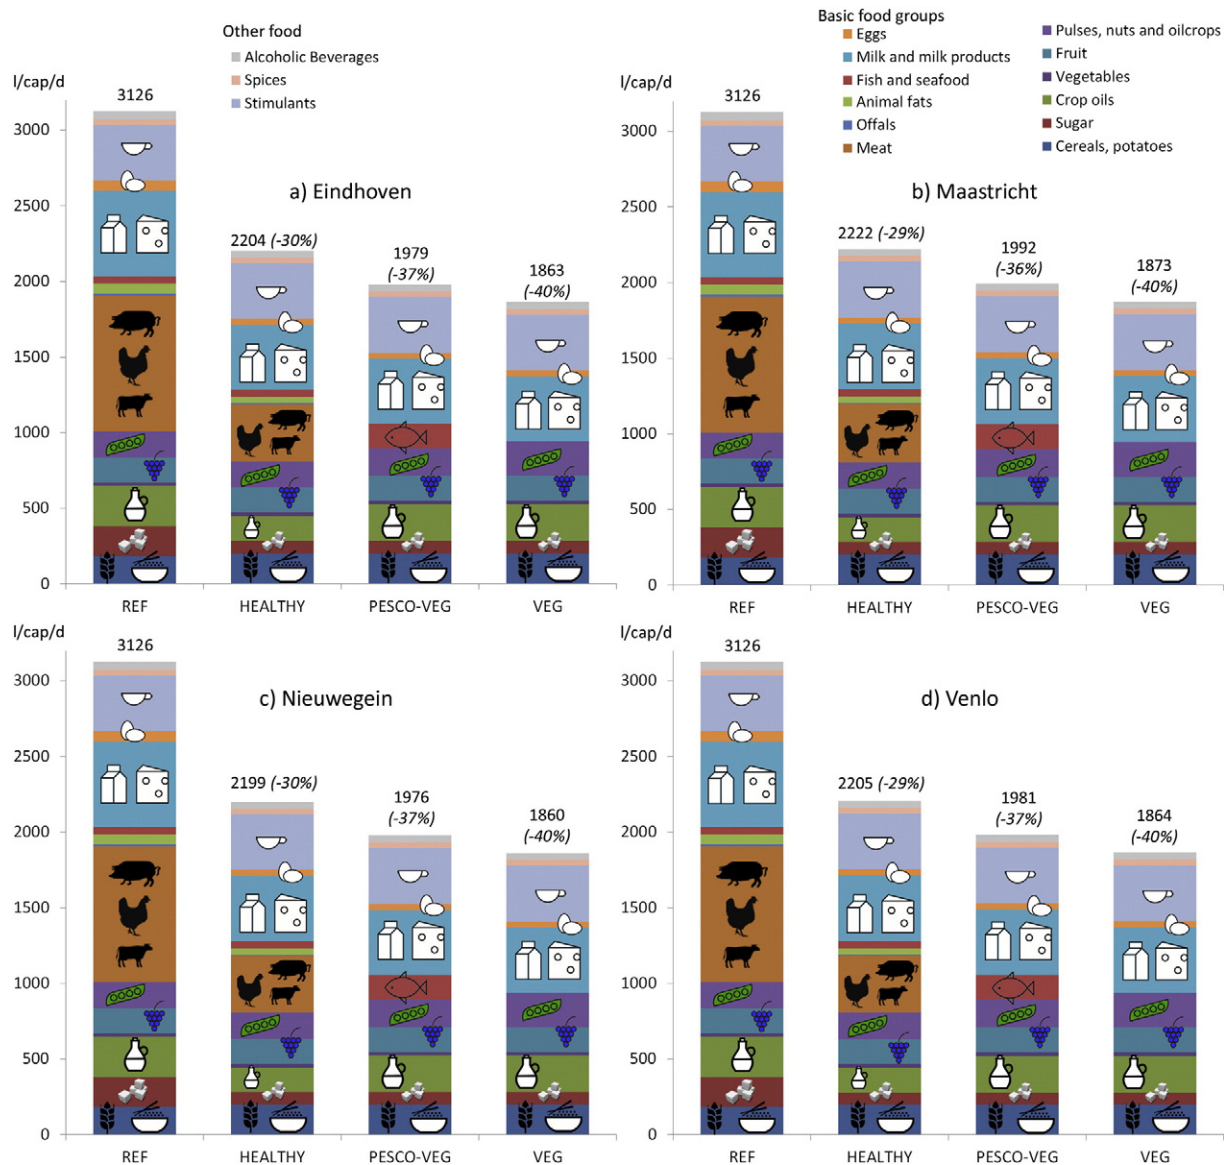 Other food
Alcoholic Beverages
Spices
Stimulants
Basic food groups
Eggs
Milk and milk products
Fish and seafood
Animal fats
Offals
Meat
Pulses, nuts and oilcrops
Fruit
Vegetables
Crop oils
Sugar
Cereals, potatoes
l/cap/d
3126
3000
2500
2000
1500
1000
500
0
a) Eindhoven
2204 (-30%)
1979
(-37%)
1863
(-40%)
REF
HEALTHY
PESCO-VEG
VEG
l/cap/d
3126
3000
2500
2000
1500
1000
500
0
b) Maastricht
2222 (-29%)
1992
(-36%)
1873
(-40%)
REF
HEALTHY
PESCO-VEG
VEG
l/cap/d
3126
3000
2500
2000
1500
1000
500
0
c) Nieuwegein
2199 (-30%)
1976
(-37%)
1860
(-40%)
REF
HEALTHY
PESCO-VEG
VEG
l/cap/d
3126
3000
2500
2000
1500
1000
500
0
d) Venlo
2205 (-29%)
1981
(-37%)
1864
(-40%)
REF
HEALTHY
PESCO-VEG
VEG